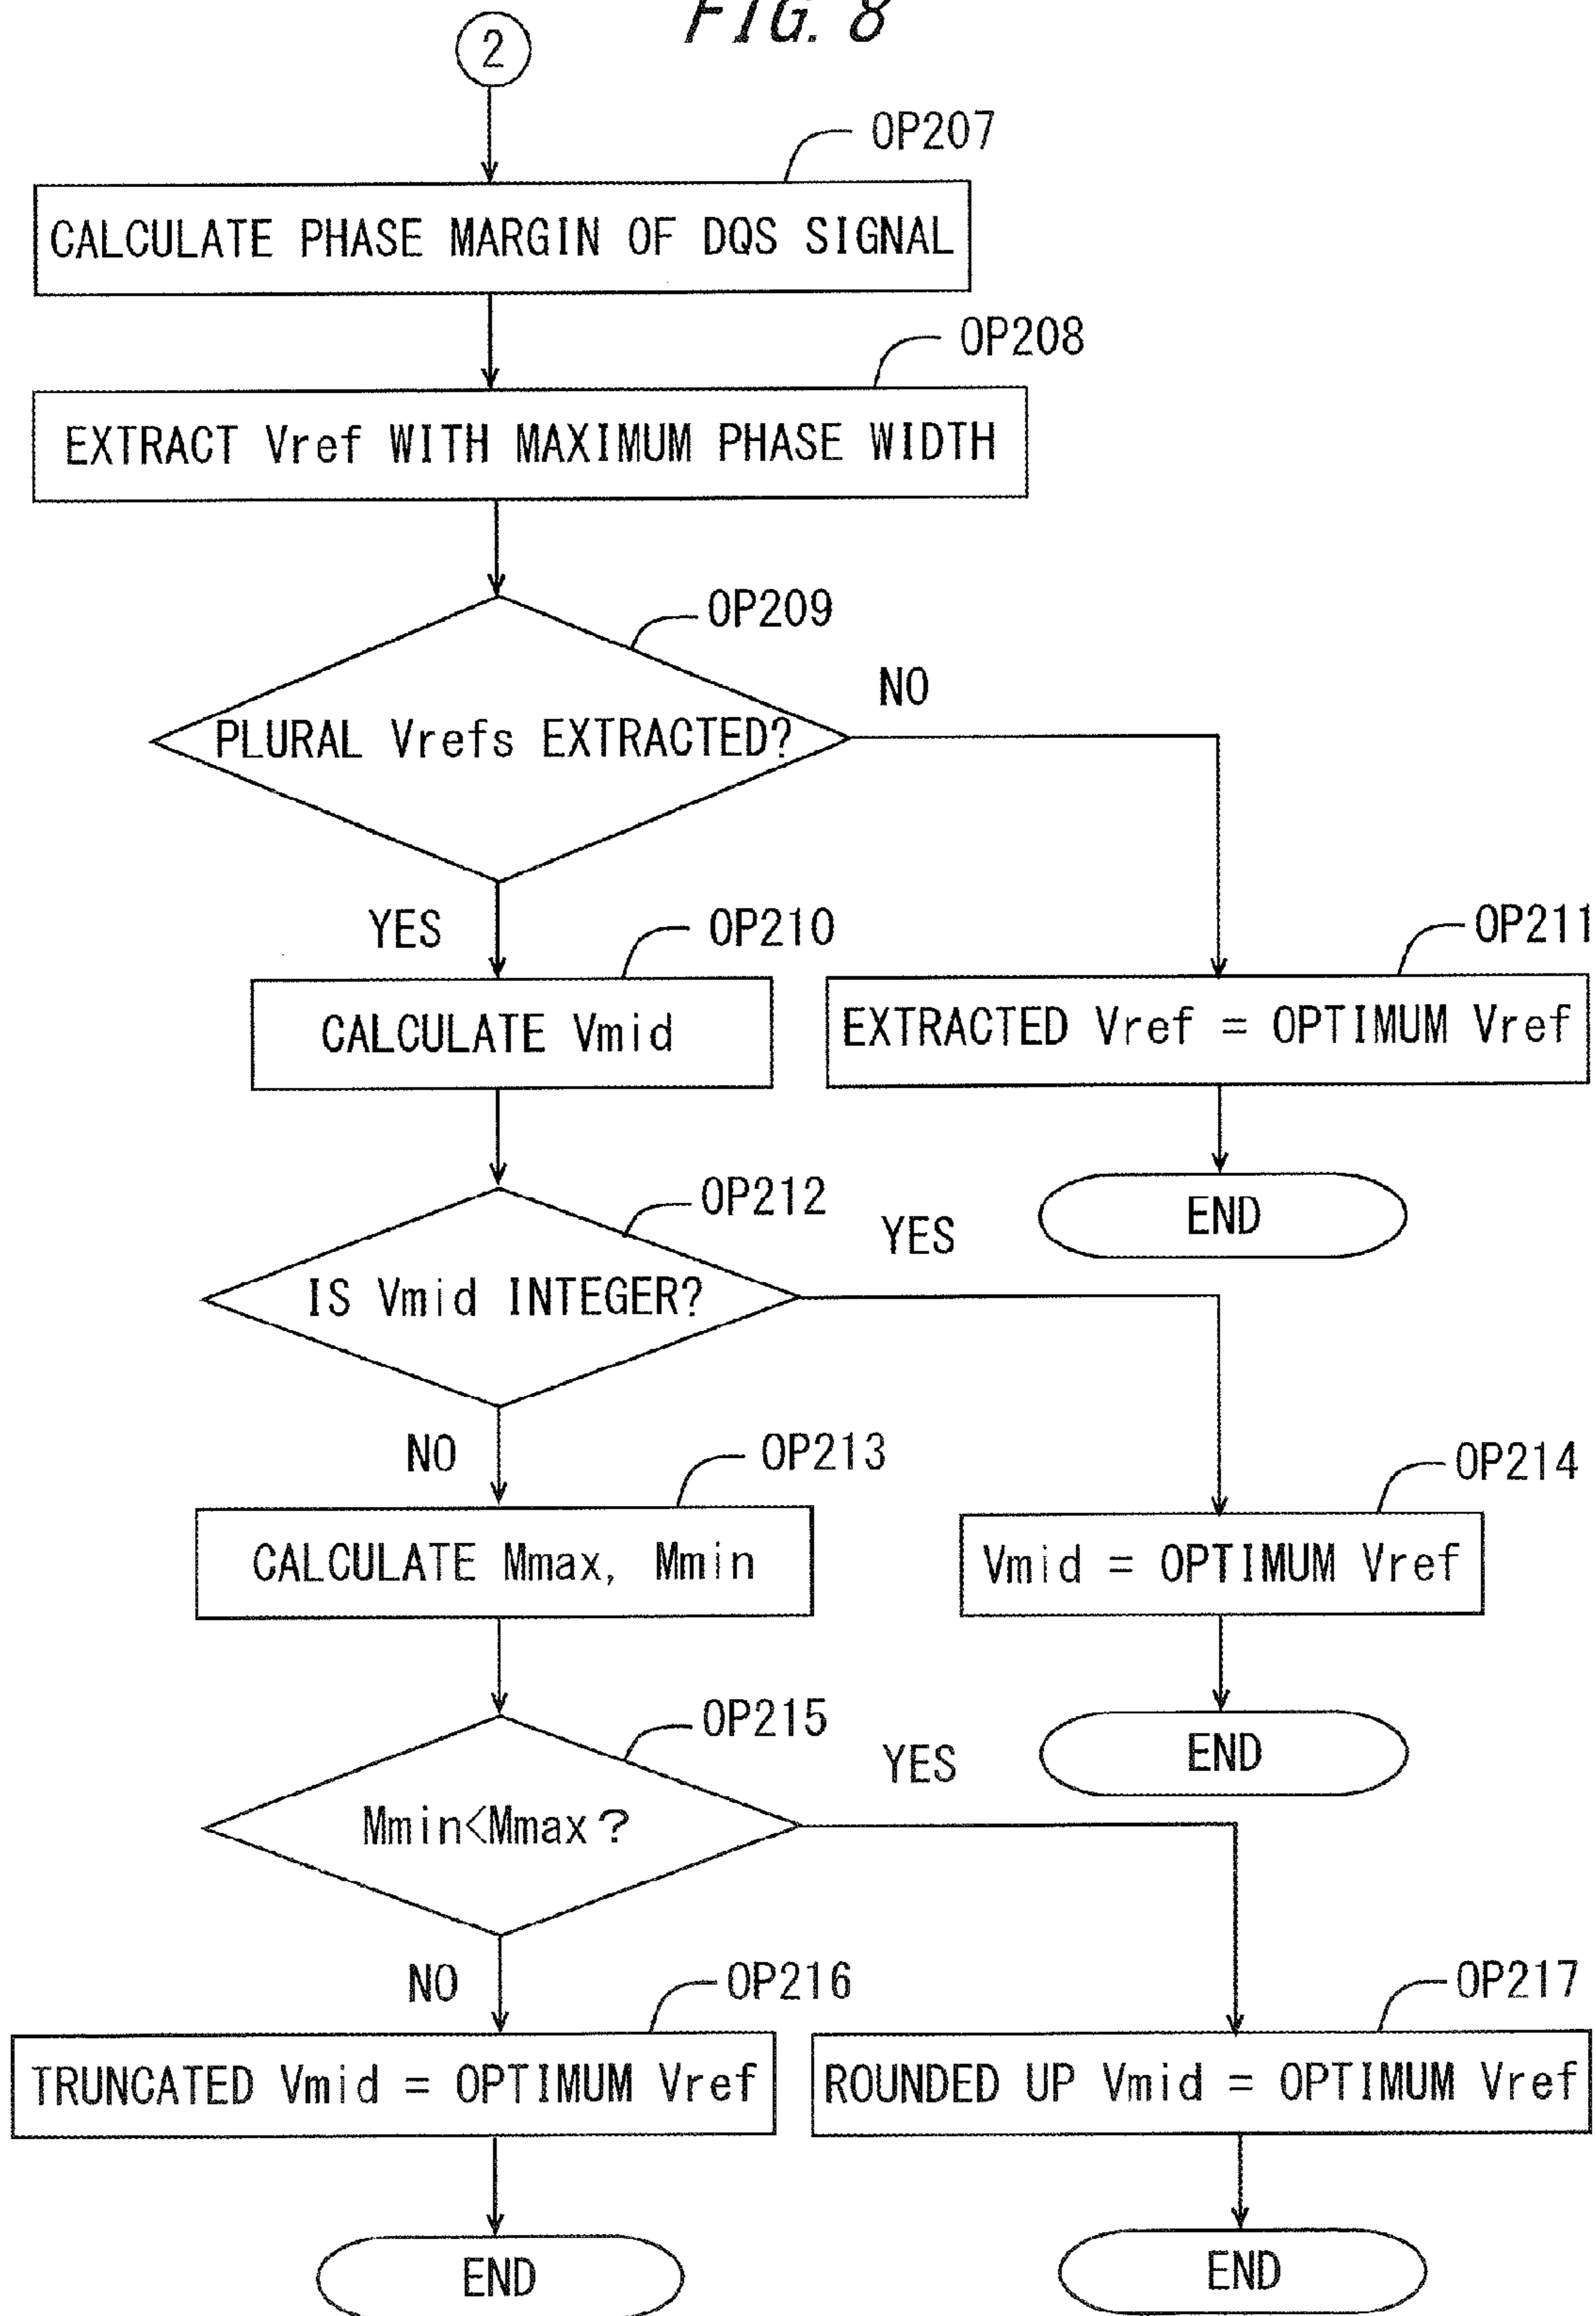 FIG. 8
2
OP207
CALCULATE PHASE MARGIN OF DQS SIGNAL
OP208
EXTRACT Vref WITH MAXIMUM PHASE WIDTH
OP209
PLURAL Vrefs EXTRACTED?
NO
YES
OP210
CALCULATE Vmid
OP211
EXTRACTED Vref = OPTIMUM Vref
END
OP212
IS Vmid INTEGER?
YES
NO
OP213
CALCULATE Mmax, Mmin
OP214
Vmid = OPTIMUM Vref
END
OP215
Mmin<Mmax?
YES
NO
OP216
TRUNCATED Vmid = OPTIMUM Vref
OP217
ROUNDED UP Vmid = OPTIMUM Vref
END
END